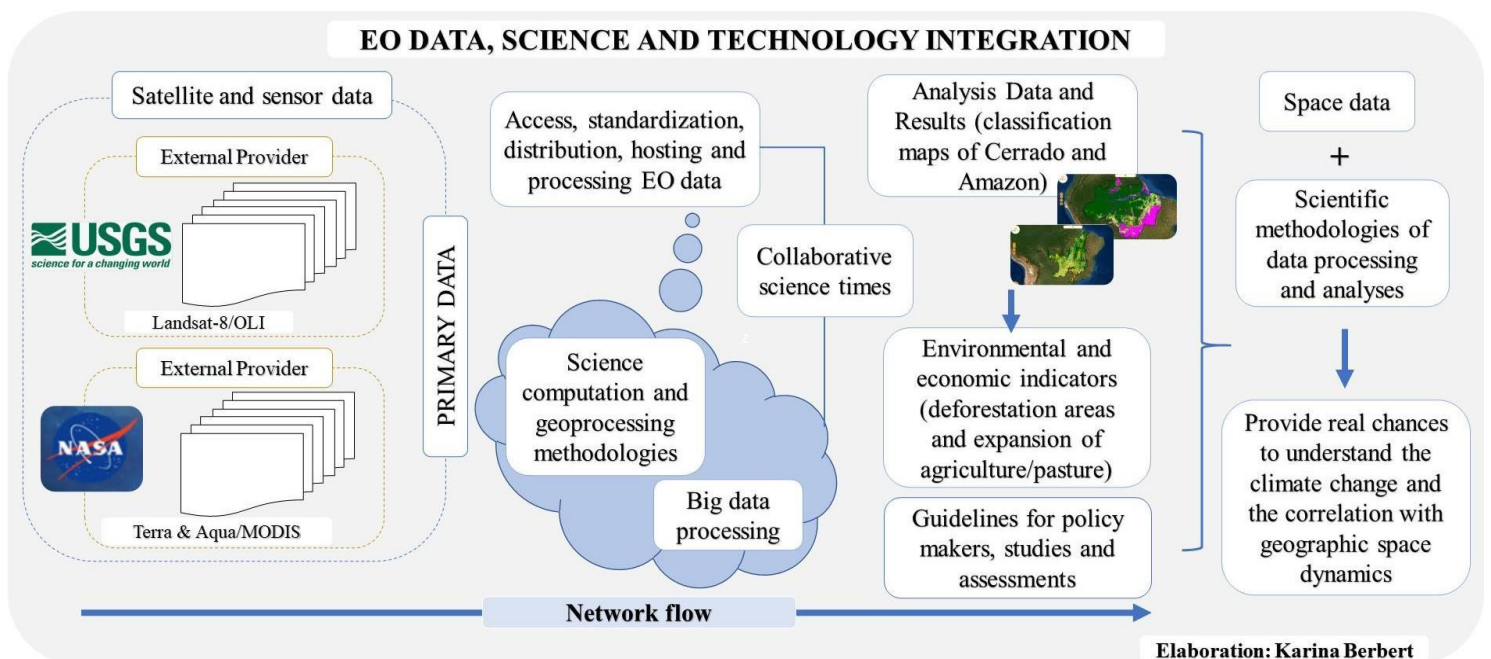 EO DATA, SCIENCE AND TECHNOLOGY INTEGRATION
Satellite and sensor data
External Provider
USGS
science for a changing world
Landsat-8/OLI
External Provider
NASA
Terra & Aqua/MODIS
PRIMARY DATA
Access, standardization,
distribution, hosting and
processing EO data
Collaborative
science times
z
Science
computation and
geoprocessing
methodologies
Big data
processing
Analysis Data and
Results (classification
maps of Cerrado and
Amazon)
Environmental and
economic indicators
(deforestation areas
and expansion of
agriculture/pasture)
Guidelines for policy
makers, studies and
assessments
Space data
+
Scientific
methodologies of
data processing
and analyses
Provide real chances
to understand the
climate change and
the correlation with
geographic space
dynamics
Network flow
Elaboration: Karina Berbert